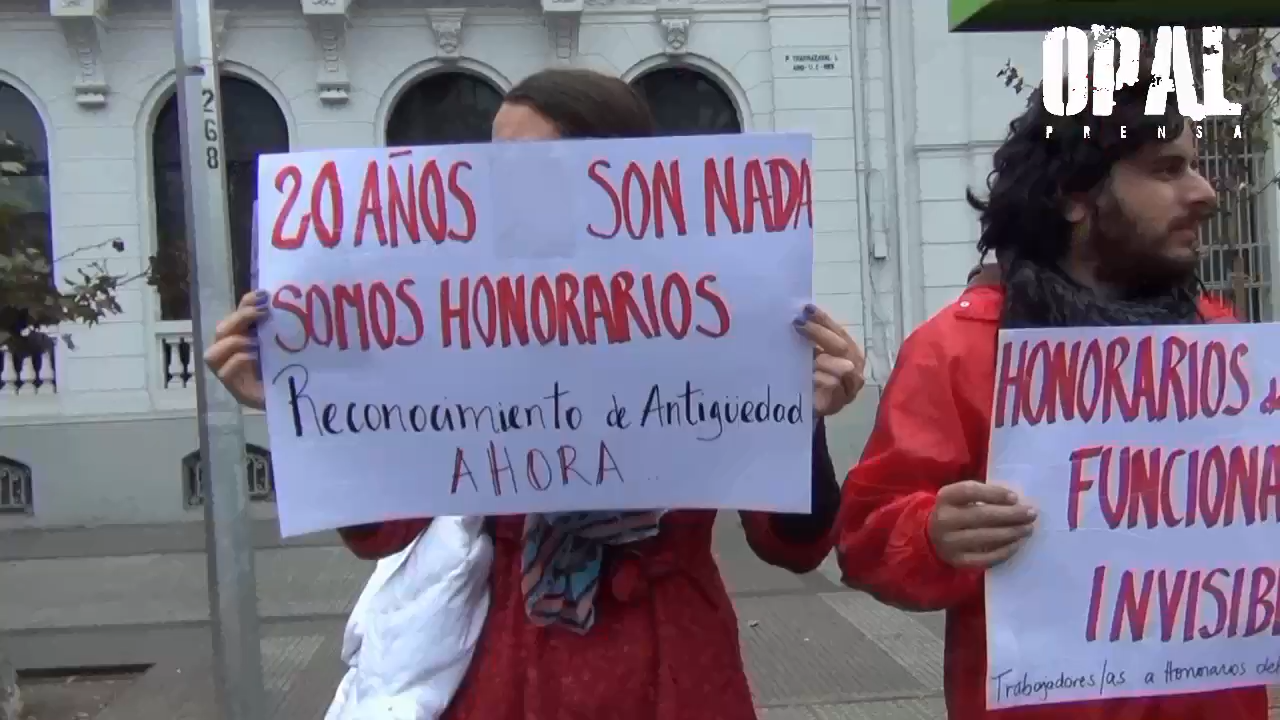 OPAL
PRENSA
268
20 AÑOS SON NADA
SOMOS HONORARIOS
Reconocimiento de Antigüedad
AHORA..
HONORARIOS
FUNCIONA
INVISIB
Trabajadores/as a Honorarios del